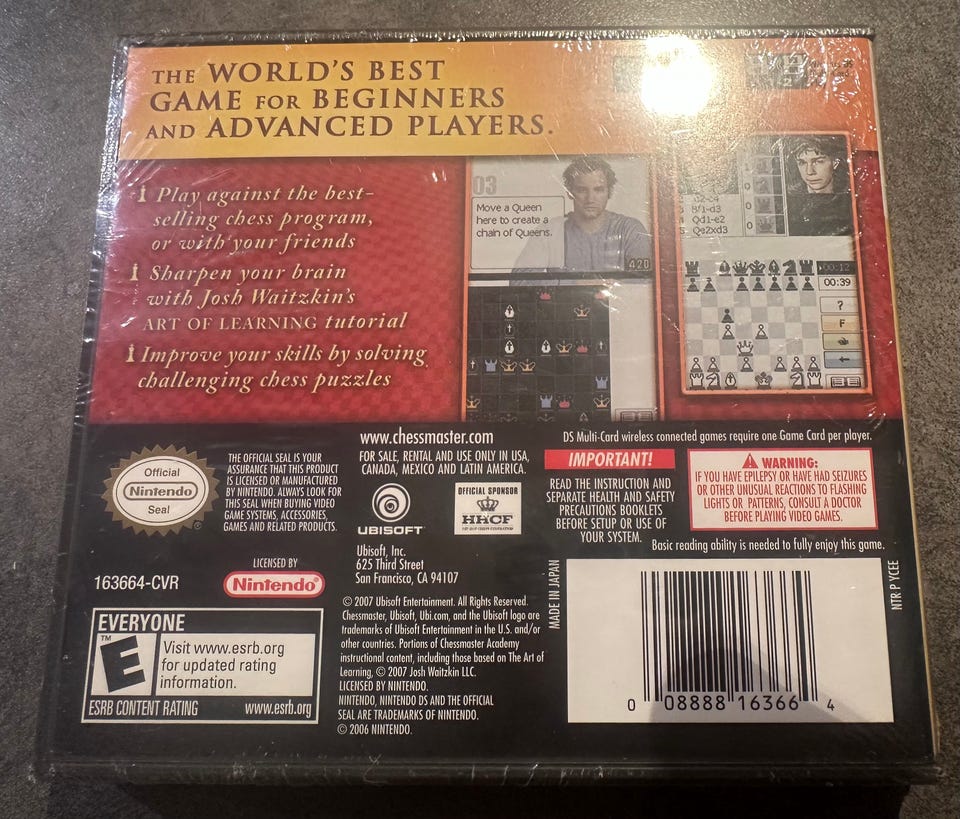 THE WORLD'S BEST
GAME FOR BEGINNERS
AND ADVANCED PLAYERS.
Play against the best-
selling chess program,
or with your friends
Sharpen your brain
with Josh Waitzkin's
ART OF LEARNING tutorial
Improve your skills by solving
challenging chess puzzles
03
Move a Queen
here to create a
chain of Queens.
420
c2-c4
Bf1-d3
Qd1-e2
Qe2xd3
00:12
00:39
?
F
www.chessmaster.com
FOR SALE, RENTAL AND USE ONLY IN USA,
CANADA, MEXICO AND LATIN AMERICA.
DS Multi-Card wireless connected games require one Game Card per player.
Official
Nintendo
Seal
®
THE OFFICIAL SEAL IS YOUR
ASSURANCE THAT THIS PRODUCT
IS LICENSED OR MANUFACTURED
BY NINTENDO. ALWAYS LOOK FOR
THIS SEAL WHEN BUYING VIDEO
GAME SYSTEMS, ACCESSORIES,
GAMES AND RELATED PRODUCTS.
UBISOFT
OFFICIAL SPONSOR
HHCF
IMPORTANT!
READ THE INSTRUCTION AND
SEPARATE HEALTH AND SAFETY
PRECAUTIONS BOOKLETS
BEFORE SETUP OR USE OF
YOUR SYSTEM.
WARNING:
IF YOU HAVE EPILEPSY OR HAVE HAD SEIZURES
OR OTHER UNUSUAL REACTIONS TO FLASHING
LIGHTS OR PATTERNS, CONSULT A DOCTOR
BEFORE PLAYING VIDEO GAMES.
Basic reading ability is needed to fully enjoy this game.
163664-CVR
LICENSED BY
Nintendo®
Ubisoft, Inc.
625 Third Street
San Francisco, CA 94107
© 2007 Ubisoft Entertainment. All Rights Reserved.
Chessmaster, Ubisoft, Ubi.com, and the Ubisoft logo are
trademarks of Ubisoft Entertainment in the U.S. and/or
other countries. Portions of Chessmaster Academy
instructional content, including those based on The Art of
Learning, © 2007 Josh Waitzkin LLC.
LICENSED BY NINTENDO.
NINTENDO, NINTENDO DS AND THE OFFICIAL
SEAL ARE TRADEMARKS OF NINTENDO.
© 2006 NINTENDO.
EVERYONE
E
TM
Visit www.esrb.org
for updated rating
information.
ESRB CONTENT RATING www.esrb.org
MADE IN JAPAN
NTR P YCEE
0 08888 16366 4